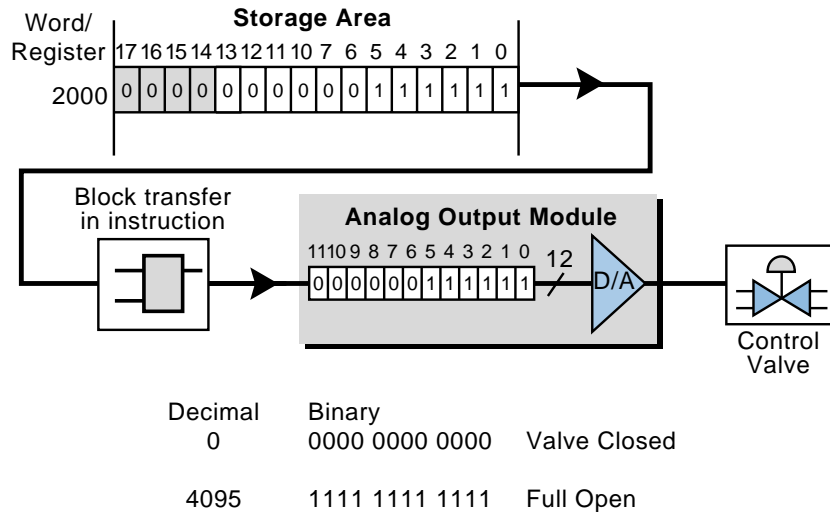 Storage Area
Word/
Register
17 16 15 14 13 12 11 10 7 6 5 4 3 2 1 0
2000 0 0 0 0 0 0 0 0 0 0 1 1 1 1 1 1
Block transfer
in instruction
Analog Output Module
11 10 9 8 7 6 5 4 3 2 1 0
0 0 0 0 0 0 1 1 1 1 1 1
12
D/A
Control
Valve
Decimal Binary
0 0000 0000 0000 Valve Closed
4095 1111 1111 1111 Full Open